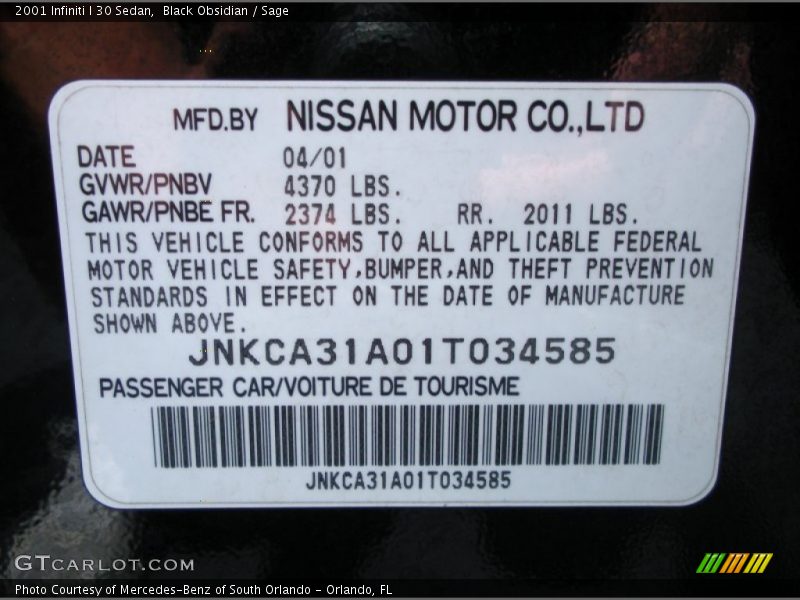 2001 Infiniti I 30 Sedan, Black Obsidian / Sage
MFD.BY NISSAN MOTOR CO.,LTD
DATE 04/01
GVWR/PNBV 4370 LBS.
GAWR/PNBE FR. 2374 LBS. RR. 2011 LBS.
THIS VEHICLE CONFORMS TO ALL APPLICABLE FEDERAL
MOTOR VEHICLE SAFETY,BUMPER,AND THEFT PREVENTION
STANDARDS IN EFFECT ON THE DATE OF MANUFACTURE
SHOWN ABOVE.
JNKCA31A01T034585
PASSENGER CAR/VOITURE DE TOURISME
JNKCA31A01T034585
GTCARLOT.COM
Photo Courtesy of Mercedes-Benz of South Orlando - Orlando, FL